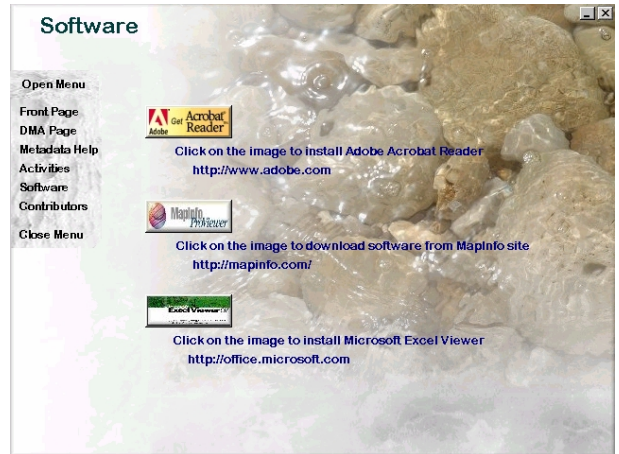 Software
Open Menu
Front Page
DMA Page
Metadata Help
Activities
Software
Contributors
Close Menu
Adobe
Get Acrobat
Reader
Click on the image to install Adobe Acrobat Reader
http://www.adobe.com
MapInfo
ProViewer
Click on the image to download software from MapInfo site
http://mapinfo.com/
Excel Viewer
Click on the image to install Microsoft Excel Viewer
http://office.microsoft.com